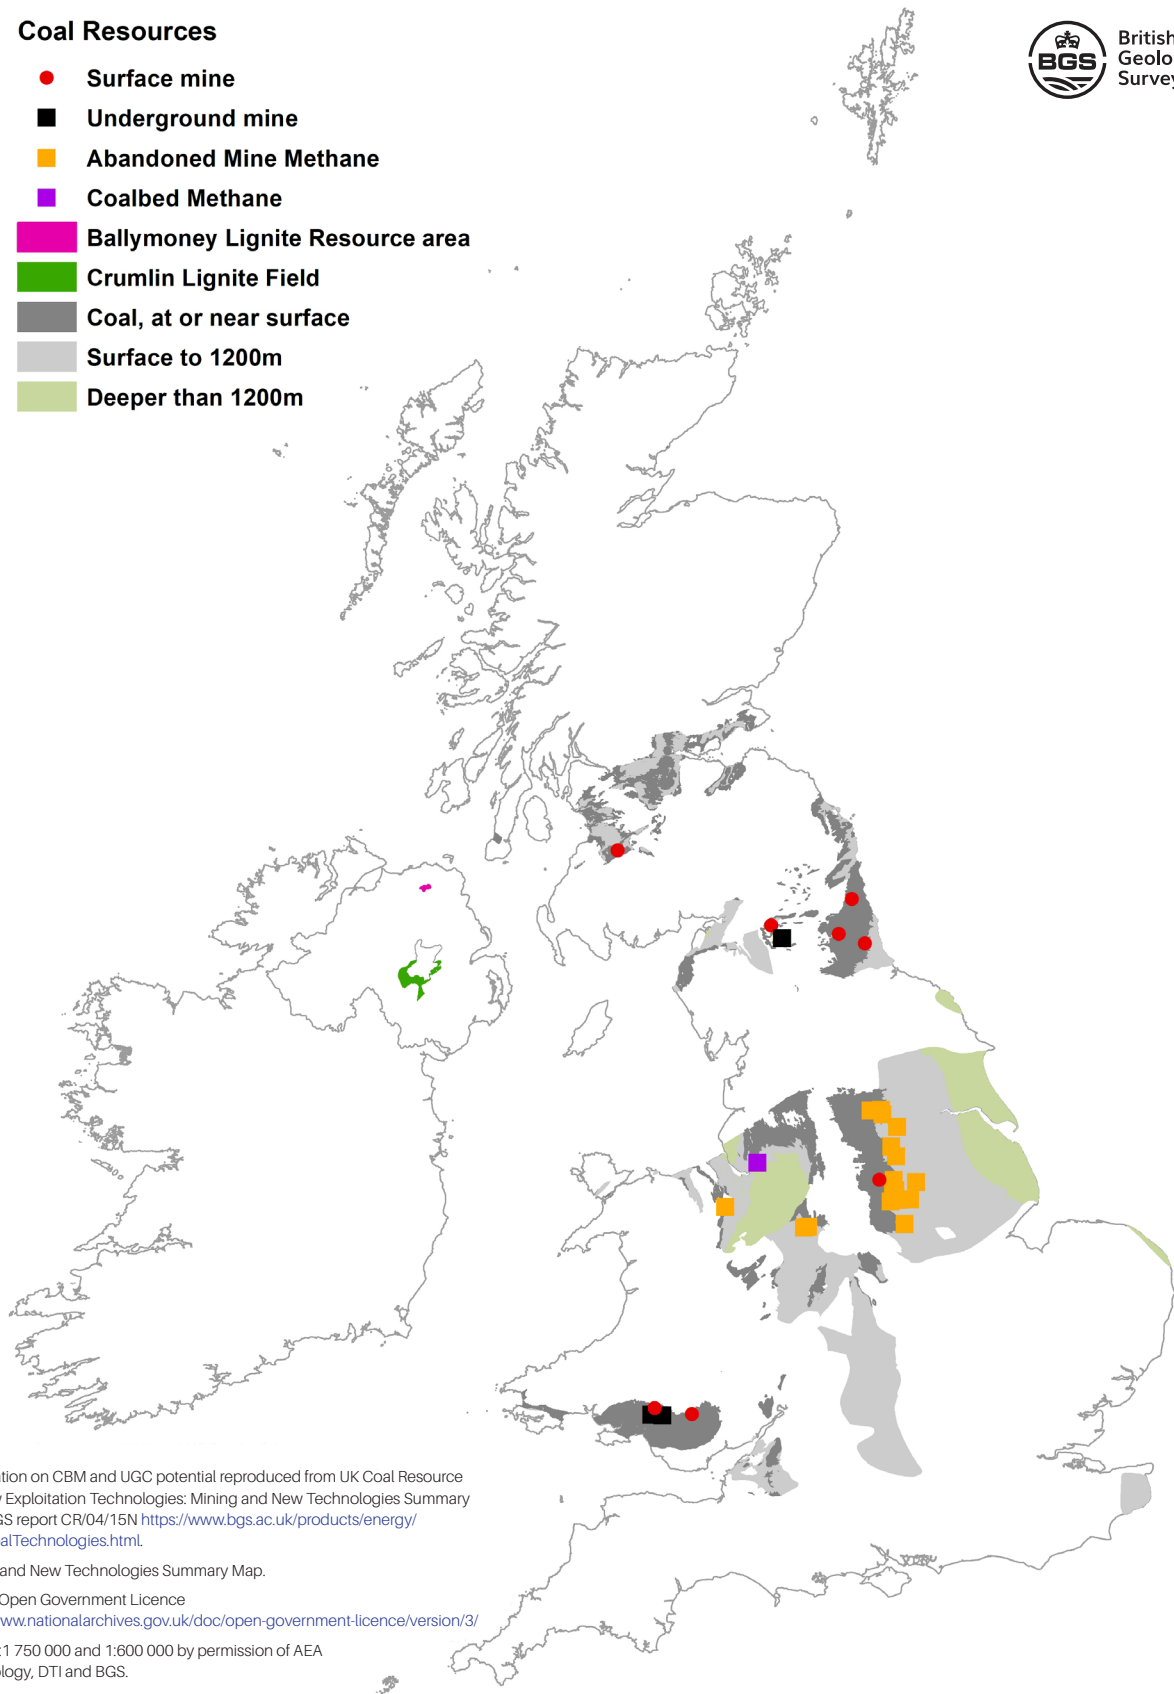 Coal Resources
Surface mine
Underground mine
Abandoned Mine Methane
Coalbed Methane
Ballymoney Lignite Resource area
Crumlin Lignite Field
Coal, at or near surface
Surface to 1200m
Deeper than 1200m
BGS
British
Geolo
Survey
ation on CBM and UGC potential reproduced from UK Coal Resource
Exploitation Technologies: Mining and New Technologies Summary
GS report CR/04/15N https://www.bgs.ac.uk/products/energy/
alTechnologies.html.
and New Technologies Summary Map.
Open Government Licence
ww.nationalarchives.gov.uk/doc/open-government-licence/version/3/
:1 750 000 and 1:600 000 by permission of AEA
ology, DTI and BGS.